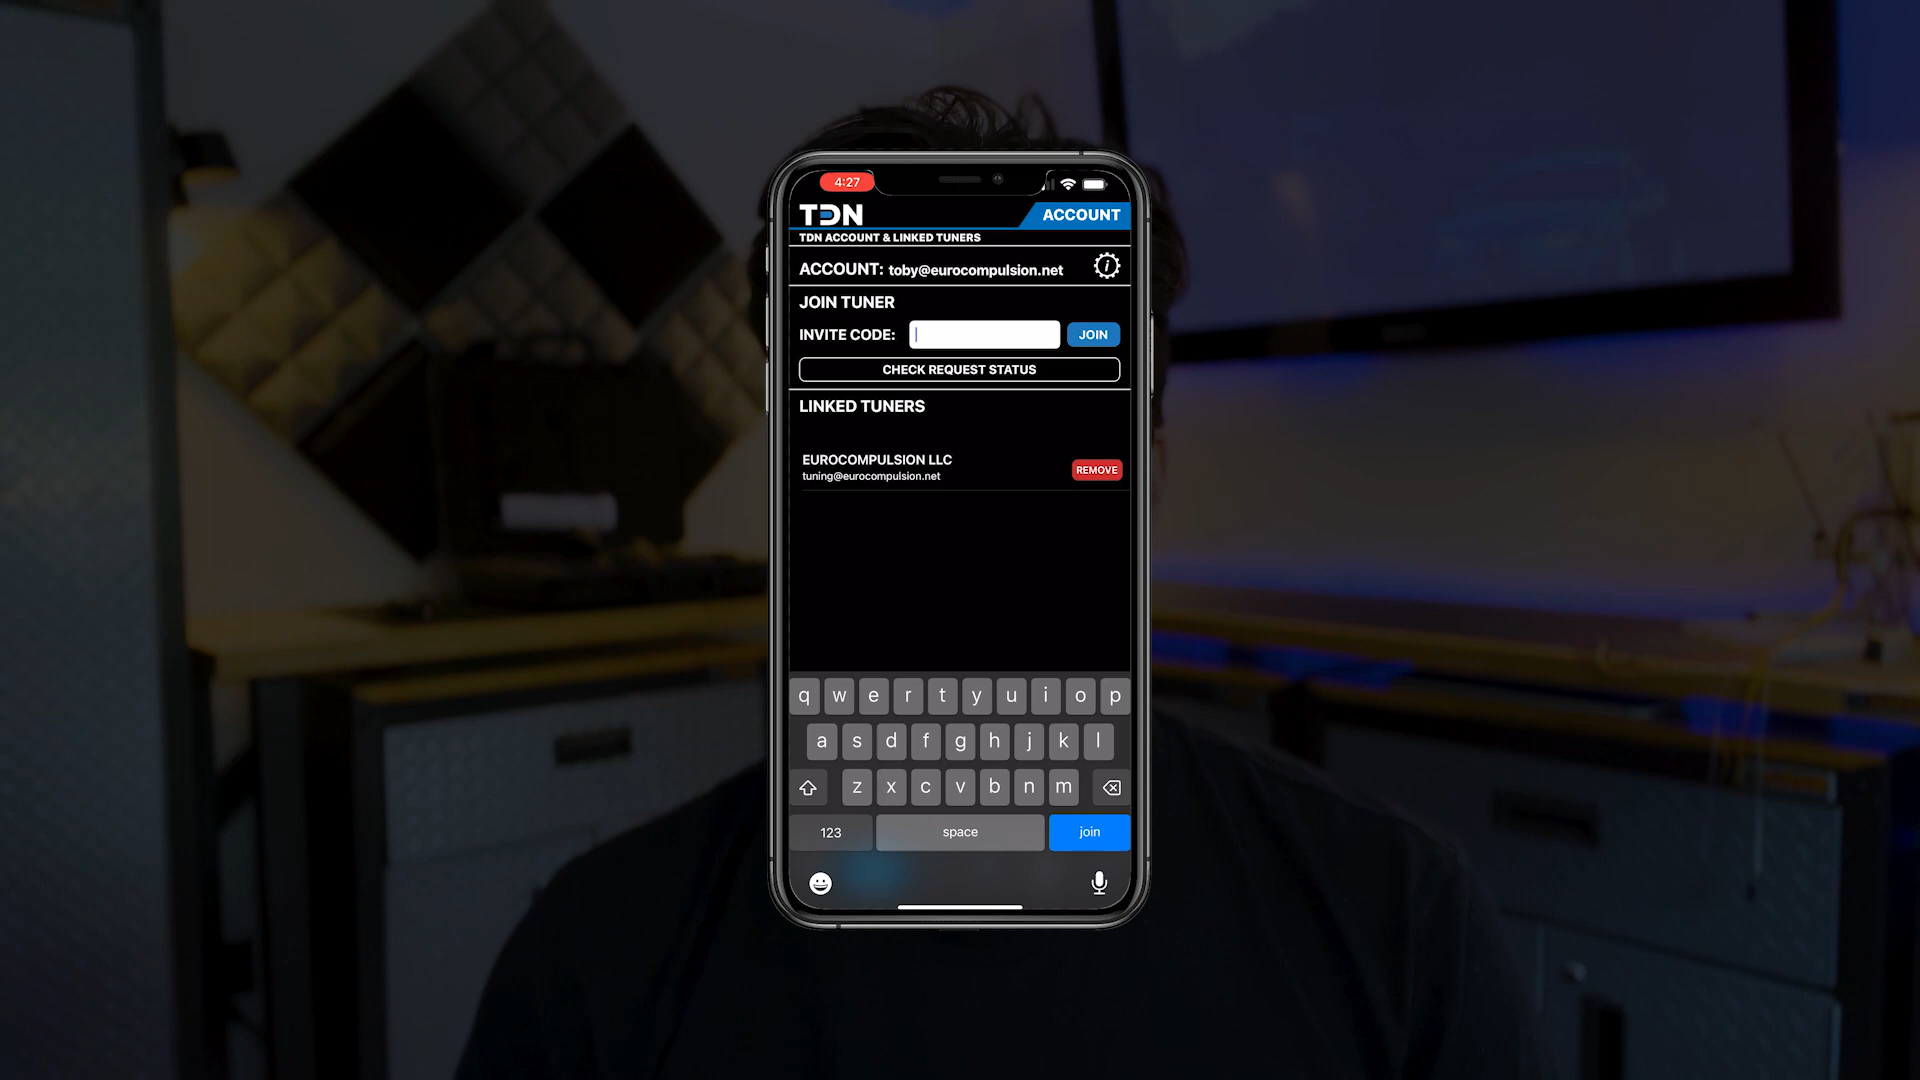 4:27
TDN
ACCOUNT
TDN ACCOUNT & LINKED TUNERS
ACCOUNT: toby@eurocompulsion.net
i
JOIN TUNER
INVITE CODE:
JOIN
CHECK REQUEST STATUS
LINKED TUNERS
EUROCOMPULSION LLC
tuning@eurocompulsion.net
REMOVE
q w e r t y u i o p
a s d f g h j k l
z x c v b n m
123 space join